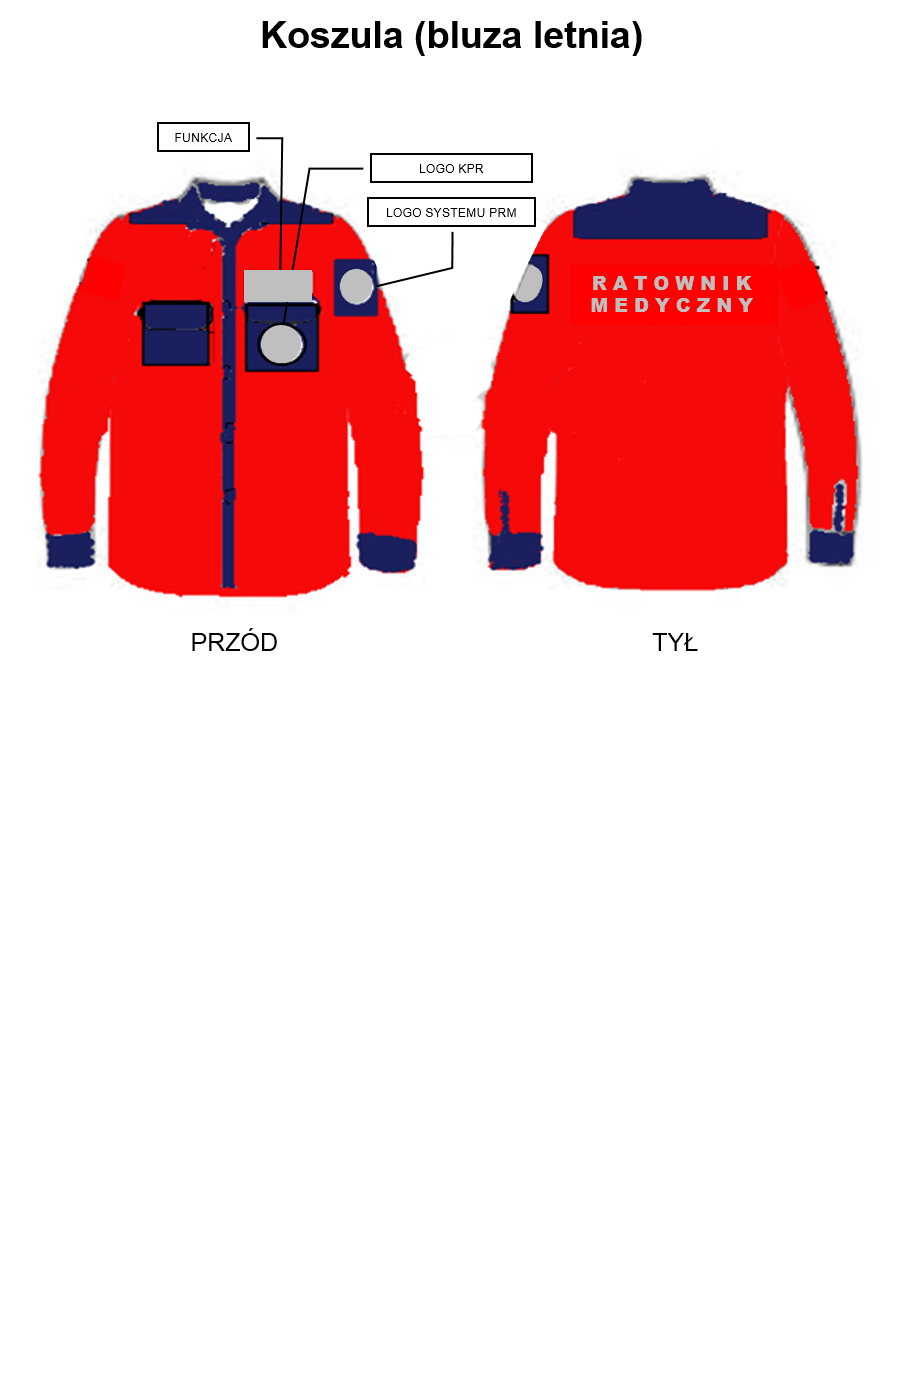 Koszula (bluza letnia)
FUNKCJA
LOGO KPR
LOGO SYSTEMU PRM
RATOWNIK
MEDYCZNY
PRZÓD
TYŁ